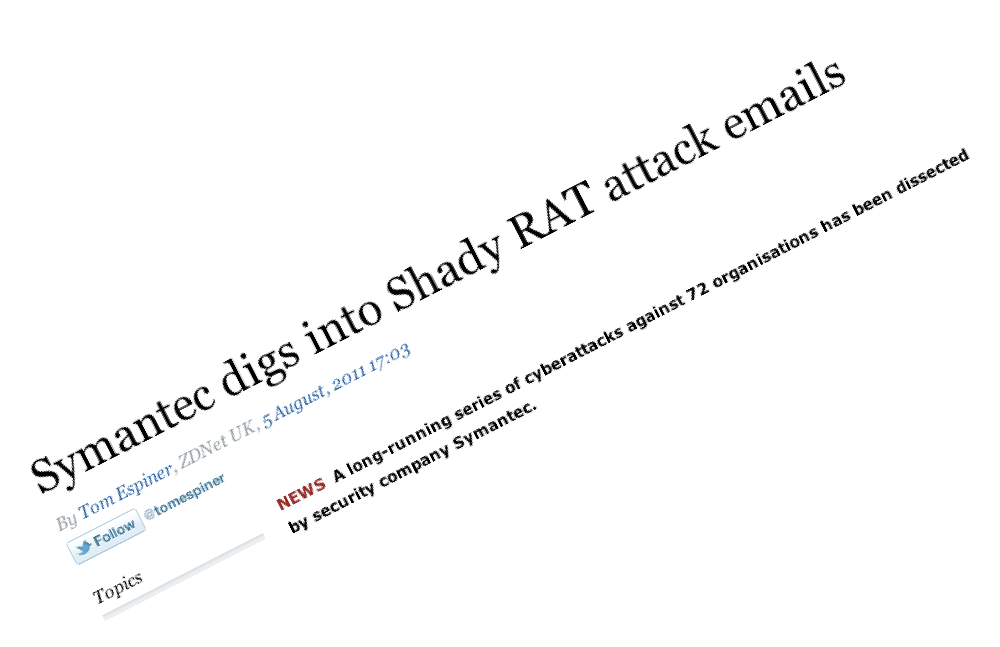 Symantec digs into Shady RAT attack emails
By Tom Espiner, ZDNet UK, 5 August, 2011 17:03
Follow @tomespiner
NEWS A long-running series of cyberattacks against 72 organisations has been dissected
by security company Symantec.
Topics